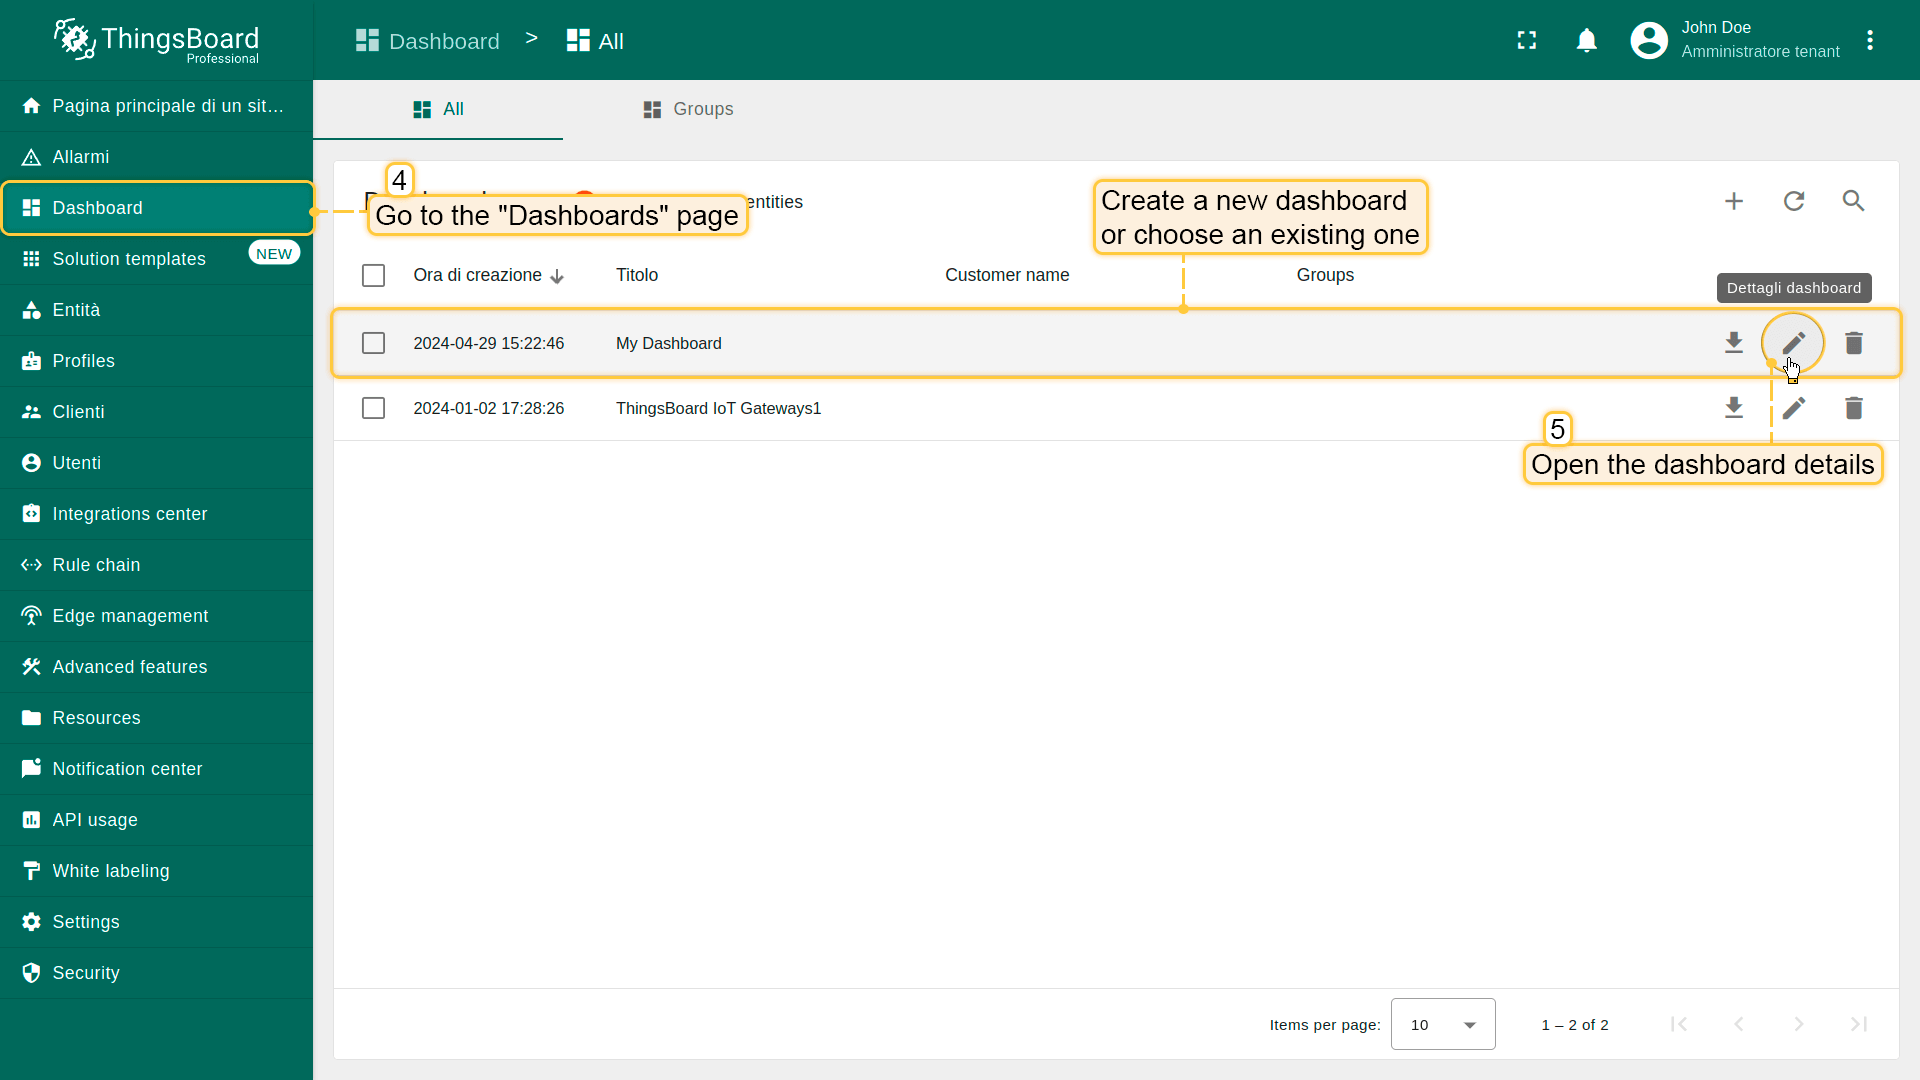 ThingsBoard
Professional
Dashboard > All
John Doe
Amministratore tenant
Pagina principale di un sit...
Allarmi
Dashboard
Solution templates NEW
Entità
Profiles
Clienti
Utenti
Integrations center
Rule chain
Edge management
Advanced features
Resources
Notification center
API usage
White labeling
Settings
Security
All Groups
4
Go to the "Dashboards" page
entities
Create a new dashboard
or choose an existing one
Ora di creazione Titolo Customer name Groups
Dettagli dashboard
2024-04-29 15:22:46 My Dashboard
2024-01-02 17:28:26 ThingsBoard IoT Gateways1
5
Open the dashboard details
Items per page: 10 1 – 2 of 2